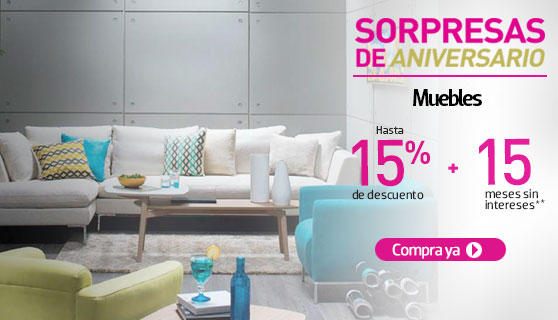 SORPRESAS
DE ANIVERSARIO
Muebles
Hasta
15%
de descuento
+
15
meses sin
intereses**
Compra ya